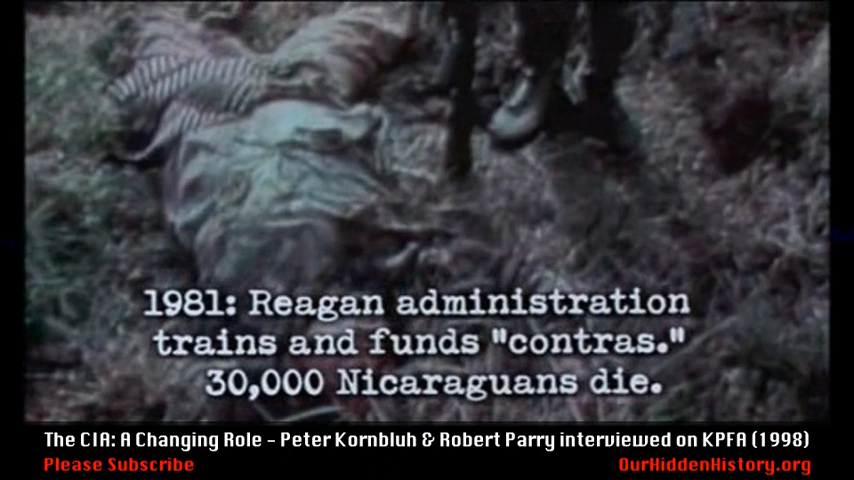 1981: Reagan administration
trains and funds "contras."
30,000 Nicaraguans die.
The CIA: A Changing Role - Peter Kornbluh & Robert Parry interviewed on KPFA (1998)
Please Subscribe
OurHiddenHistory.org